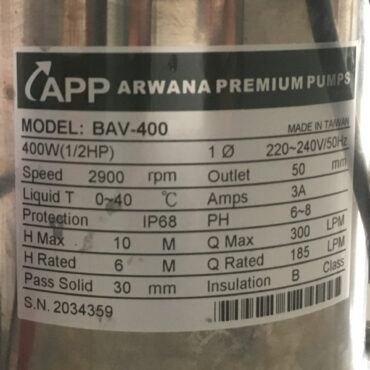 APP ARWANA PREMIUM PUMPS
MODEL: BAV-400 MADE IN TAIWAN
400W(1/2HP) 1 Ø 220~240V/50Hz
Speed 2900 rpm Outlet 50 mm
Liquid T 0~40 ℃ Amps 3A
Protection IP68 PH 6~8
H Max 10 M Q Max 300 LPM
H Rated 6 M Q Rated 185 LPM
Pass Solid 30 mm Insulation B Class
S.N. 2034359